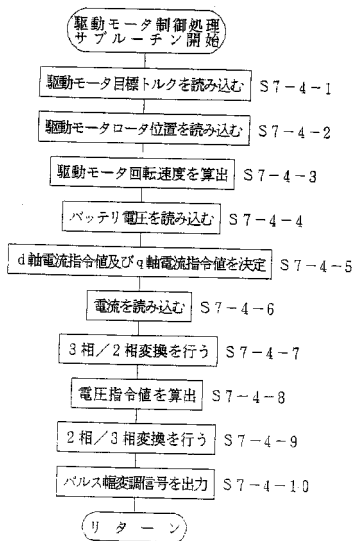 駆動モータ制御処理
サブルーチン開始
駆動モータ目標トルクを読み込む S7-4-1
駆動モータロータ位置を読み込む S7-4-2
駆動モータ回転速度を算出 S7-4-3
バッテリ電圧を読み込む S7-4-4
d軸電流指令値及びq軸電流指令値を決定 S7-4-5
電流を読み込む S7-4-6
3相/2相変換を行う S7-4-7
電圧指令値を算出 S7-4-8
2相/3相変換を行う S7-4-9
パルス幅変調信号を出力 S7-4-10
リターン